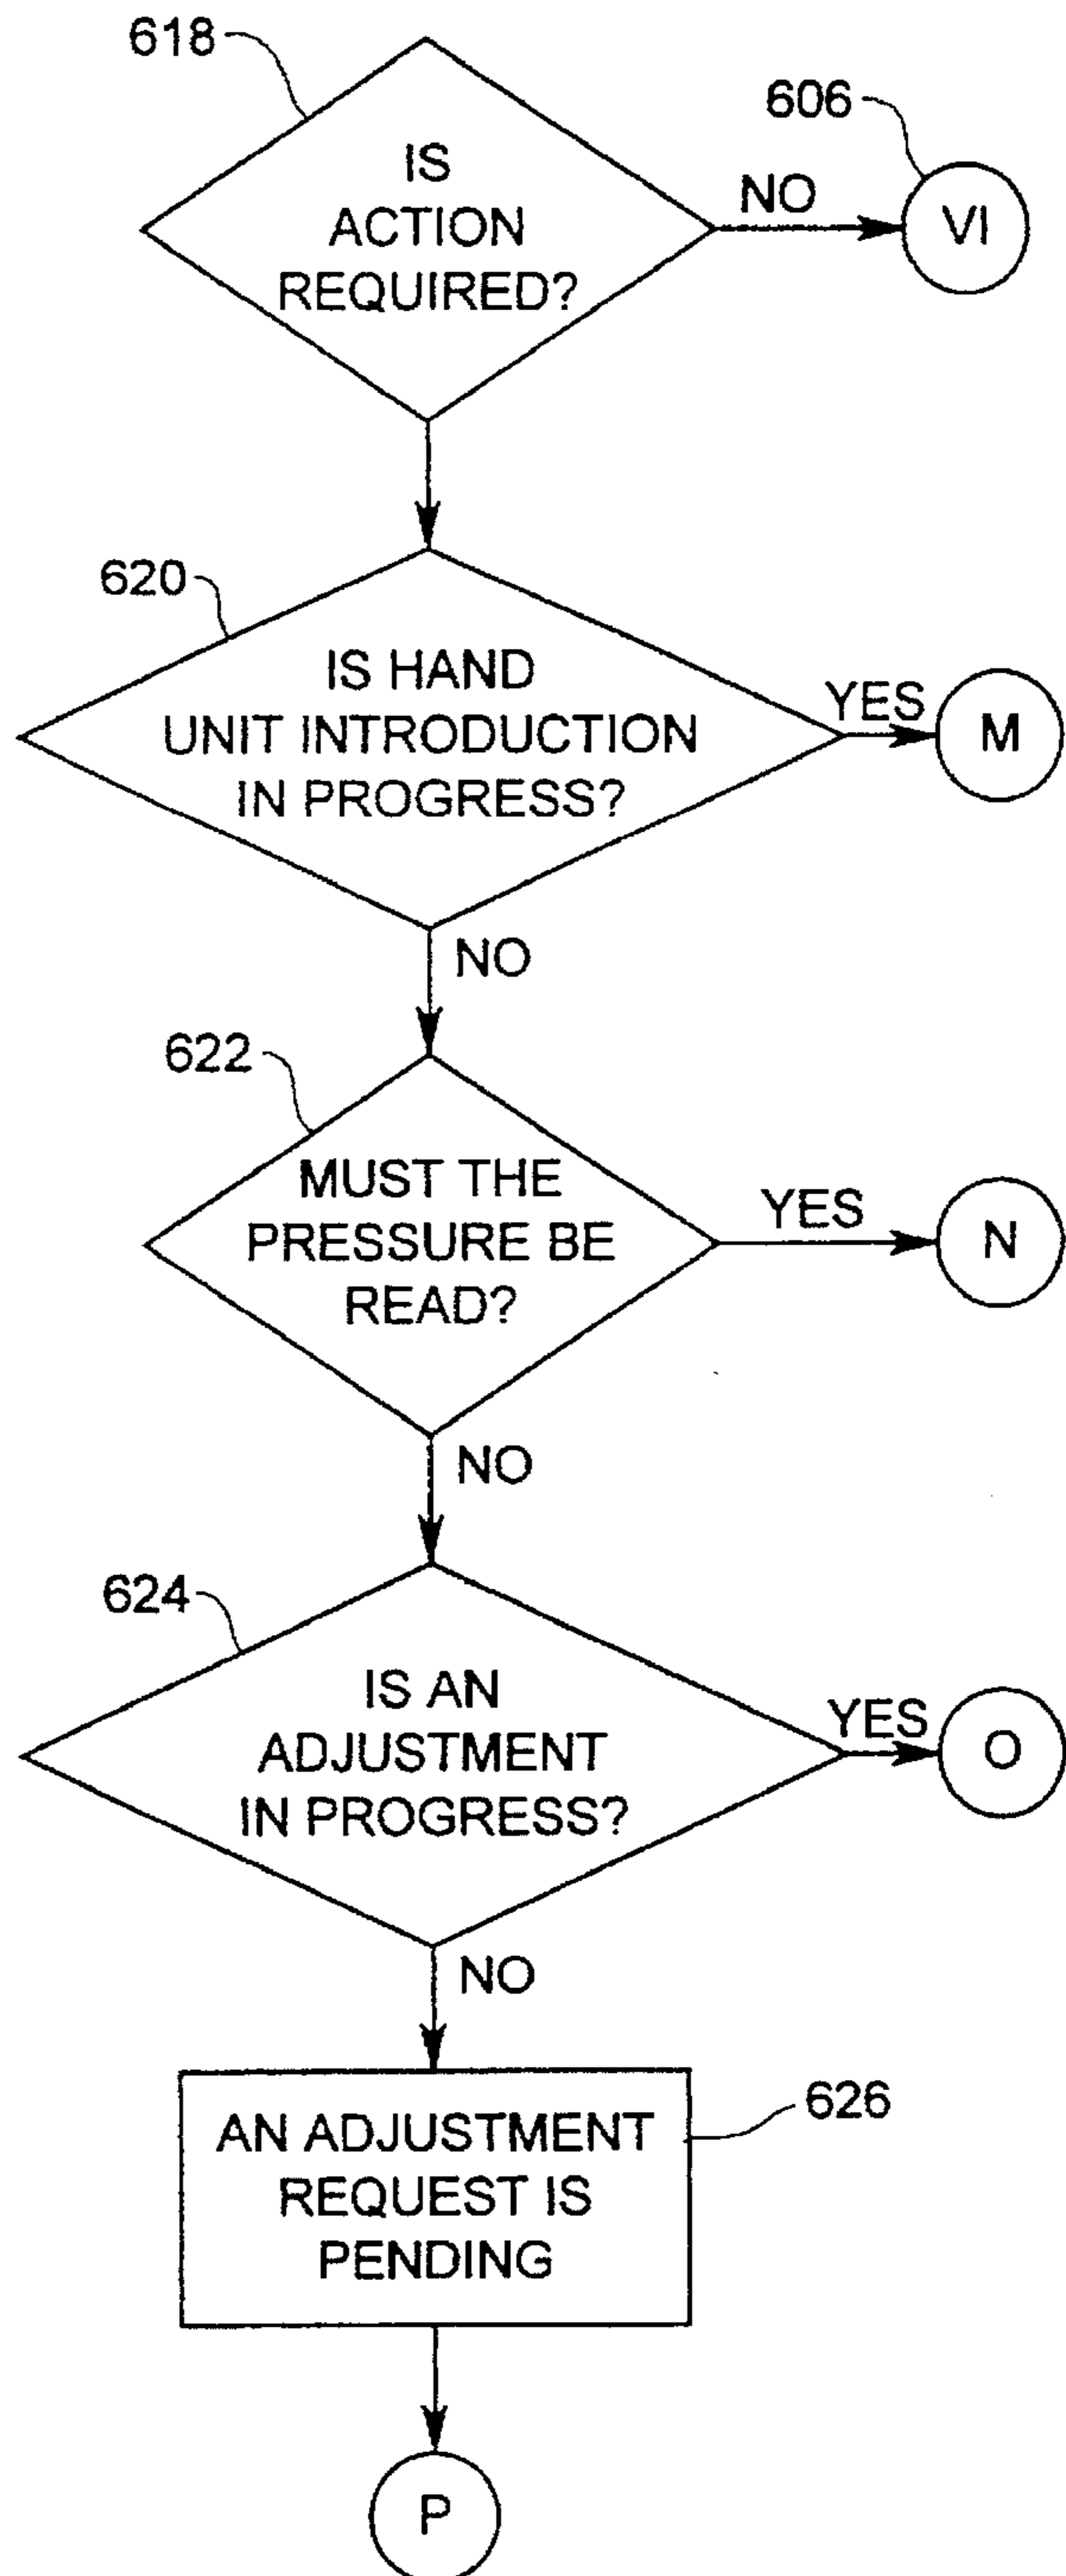 618
606
IS
ACTION
REQUIRED?
NO
VI
620
IS HAND
UNIT INTRODUCTION
IN PROGRESS?
YES
M
NO
622
MUST THE
PRESSURE BE
READ?
YES
N
NO
624
IS AN
ADJUSTMENT
IN PROGRESS?
YES
O
NO
626
AN ADJUSTMENT
REQUEST IS
PENDING
P